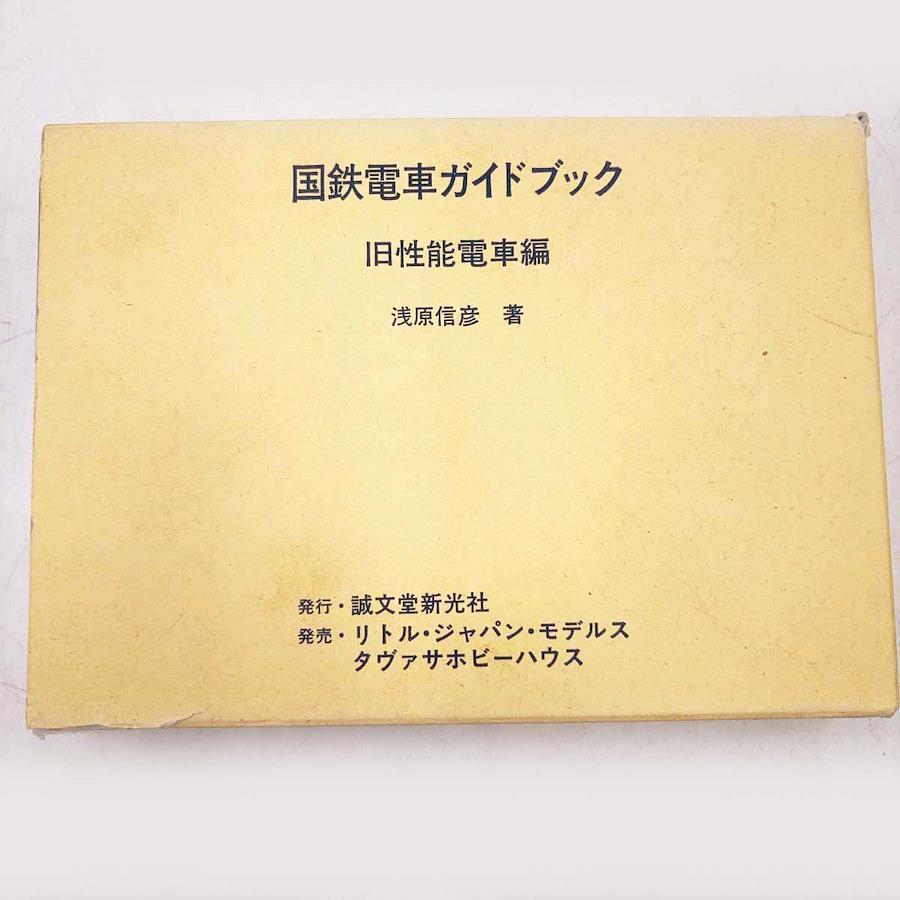 国鉄電車ガイドブック
旧性能電車編
浅原信彦 著
発行・誠文堂新光社
発売・リトル・ジャパン・モデルス
タヴァサホビーハウス